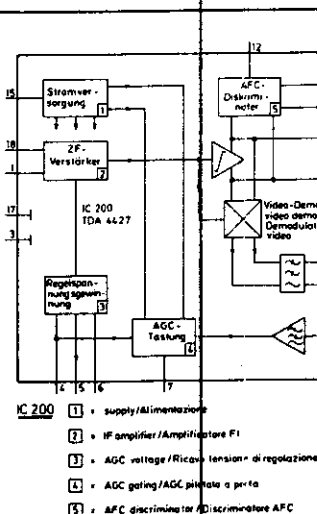 12
15
Stromver-
sorgung
1
AFC-
Diskrimi-
nator
5
18
1
ZF-
Verstärker
2
IC 200
TDA 4427
17
3
Video-Demo
video demo
Demodulat
video
Regelspan-
nungsgewin-
nung
3
AGC-
Tastung
4
4 5 6 7
IC 200
1 = supply/Alimentazione
2 = IF amplifier/Amplificatore FI
3 = AGC voltage/Ricavo tensione di regolazione
4 = AGC gating/AGC pilotato a porta
5 = AFC discriminator/Discriminatore AFC